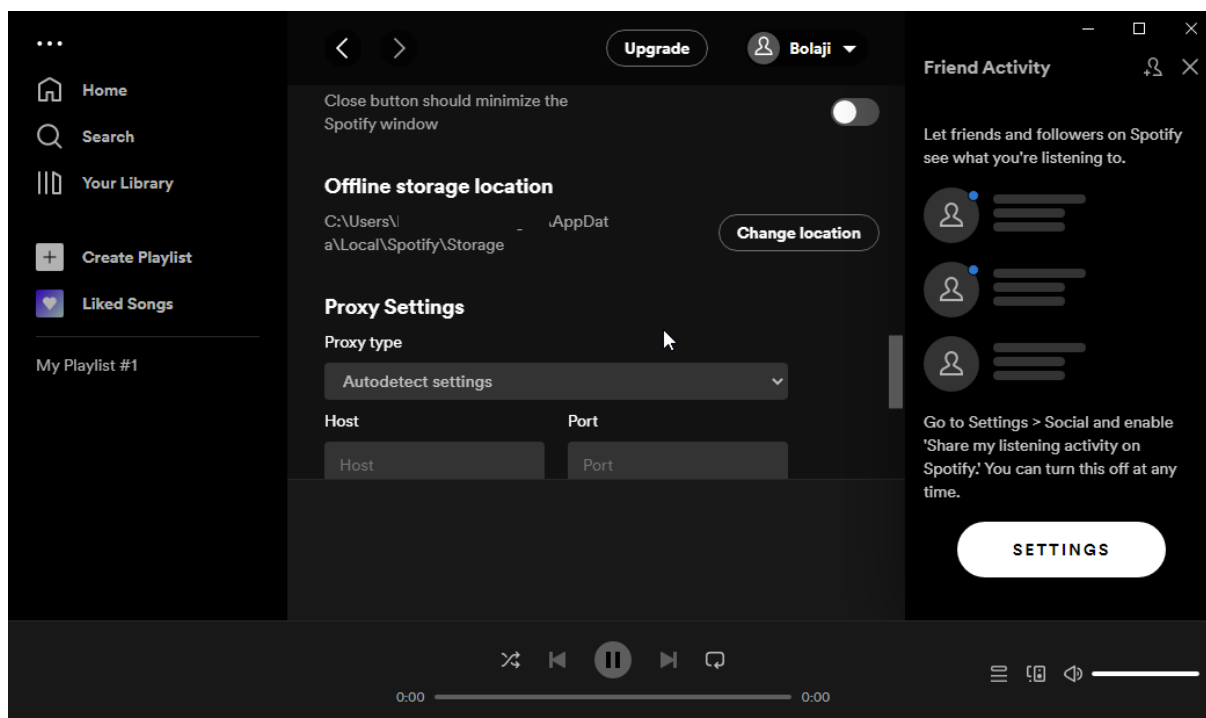 Home
Search
Your Library
Create Playlist
Liked Songs
My Playlist #1
Upgrade
Bolaji
Close button should minimize the
Spotify window
Offline storage location
C:\Users\ _ \AppDat
a\Local\Spotify\Storage
Change location
Proxy Settings
Proxy type
Autodetect settings
Host
Port
Host
Port
Friend Activity
Let friends and followers on Spotify
see what you're listening to.
Go to Settings > Social and enable
'Share my listening activity on
Spotify.' You can turn this off at any
time.
SETTINGS
0:00
0:00